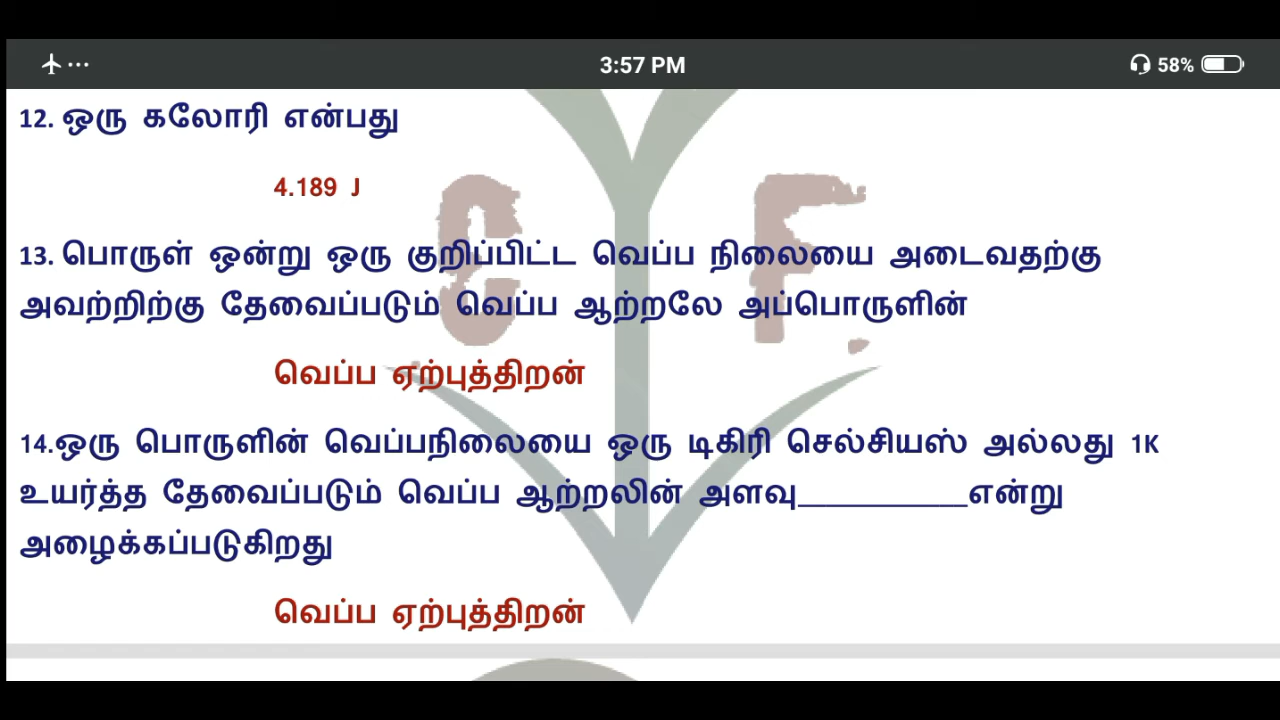 3:57 PM
58%
12. ஒரு கலோரி என்பது
4.189 J
13. பொருள் ஒன்று ஒரு குறிப்பிட்ட வெப்ப நிலையை அடைவதற்கு
அவற்றிற்கு தேவைப்படும் வெப்ப ஆற்றலே அப்பொருளின்
வெப்ப ஏற்புத்திறன்
14.ஒரு பொருளின் வெப்பநிலையை ஒரு டிகிரி செல்சியஸ் அல்லது 1K
உயர்த்த தேவைப்படும் வெப்ப ஆற்றலின் அளவு___________என்று
அழைக்கப்படுகிறது
வெப்ப ஏற்புத்திறன்
C F